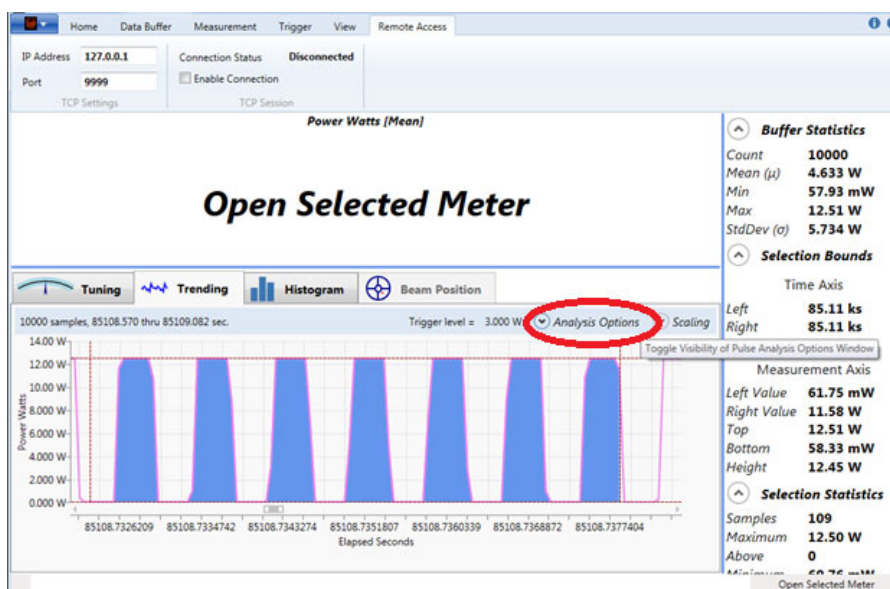 Home Data Buffer Measurement Trigger View Remote Access
IP Address 127.0.0.1 Connection Status Disconnected
Port 9999 Enable Connection
TCP Settings TCP Session
Power Watts [Mean]
Open Selected Meter
Tuning Trending Histogram Beam Position
10000 samples, 85108.570 thru 85109.082 sec. Trigger level = 3.000 W Analysis Options Scaling
Toggle Visibility of Pulse Analysis Options Window
Power Watts
14.00 W
12.00 W
10.00 W
8.000 W
6.000 W
4.000 W
2.000 W
0.000 W
85108.7326209 85108.7334742 85108.7343274 85108.7351807 85108.7360339 85108.7368872 85108.7377404
Elapsed Seconds
Buffer Statistics
Count 10000
Mean (µ) 4.633 W
Min 57.93 mW
Max 12.51 W
StdDev (σ) 5.734 W
Selection Bounds
Time Axis
Left 85.11 ks
Right 85.11 ks
Measurement Axis
Left Value 61.75 mW
Right Value 11.58 W
Top 12.51 W
Bottom 58.33 mW
Height 12.45 W
Selection Statistics
Samples 109
Maximum 12.50 W
Above 0
Open Selected Meter